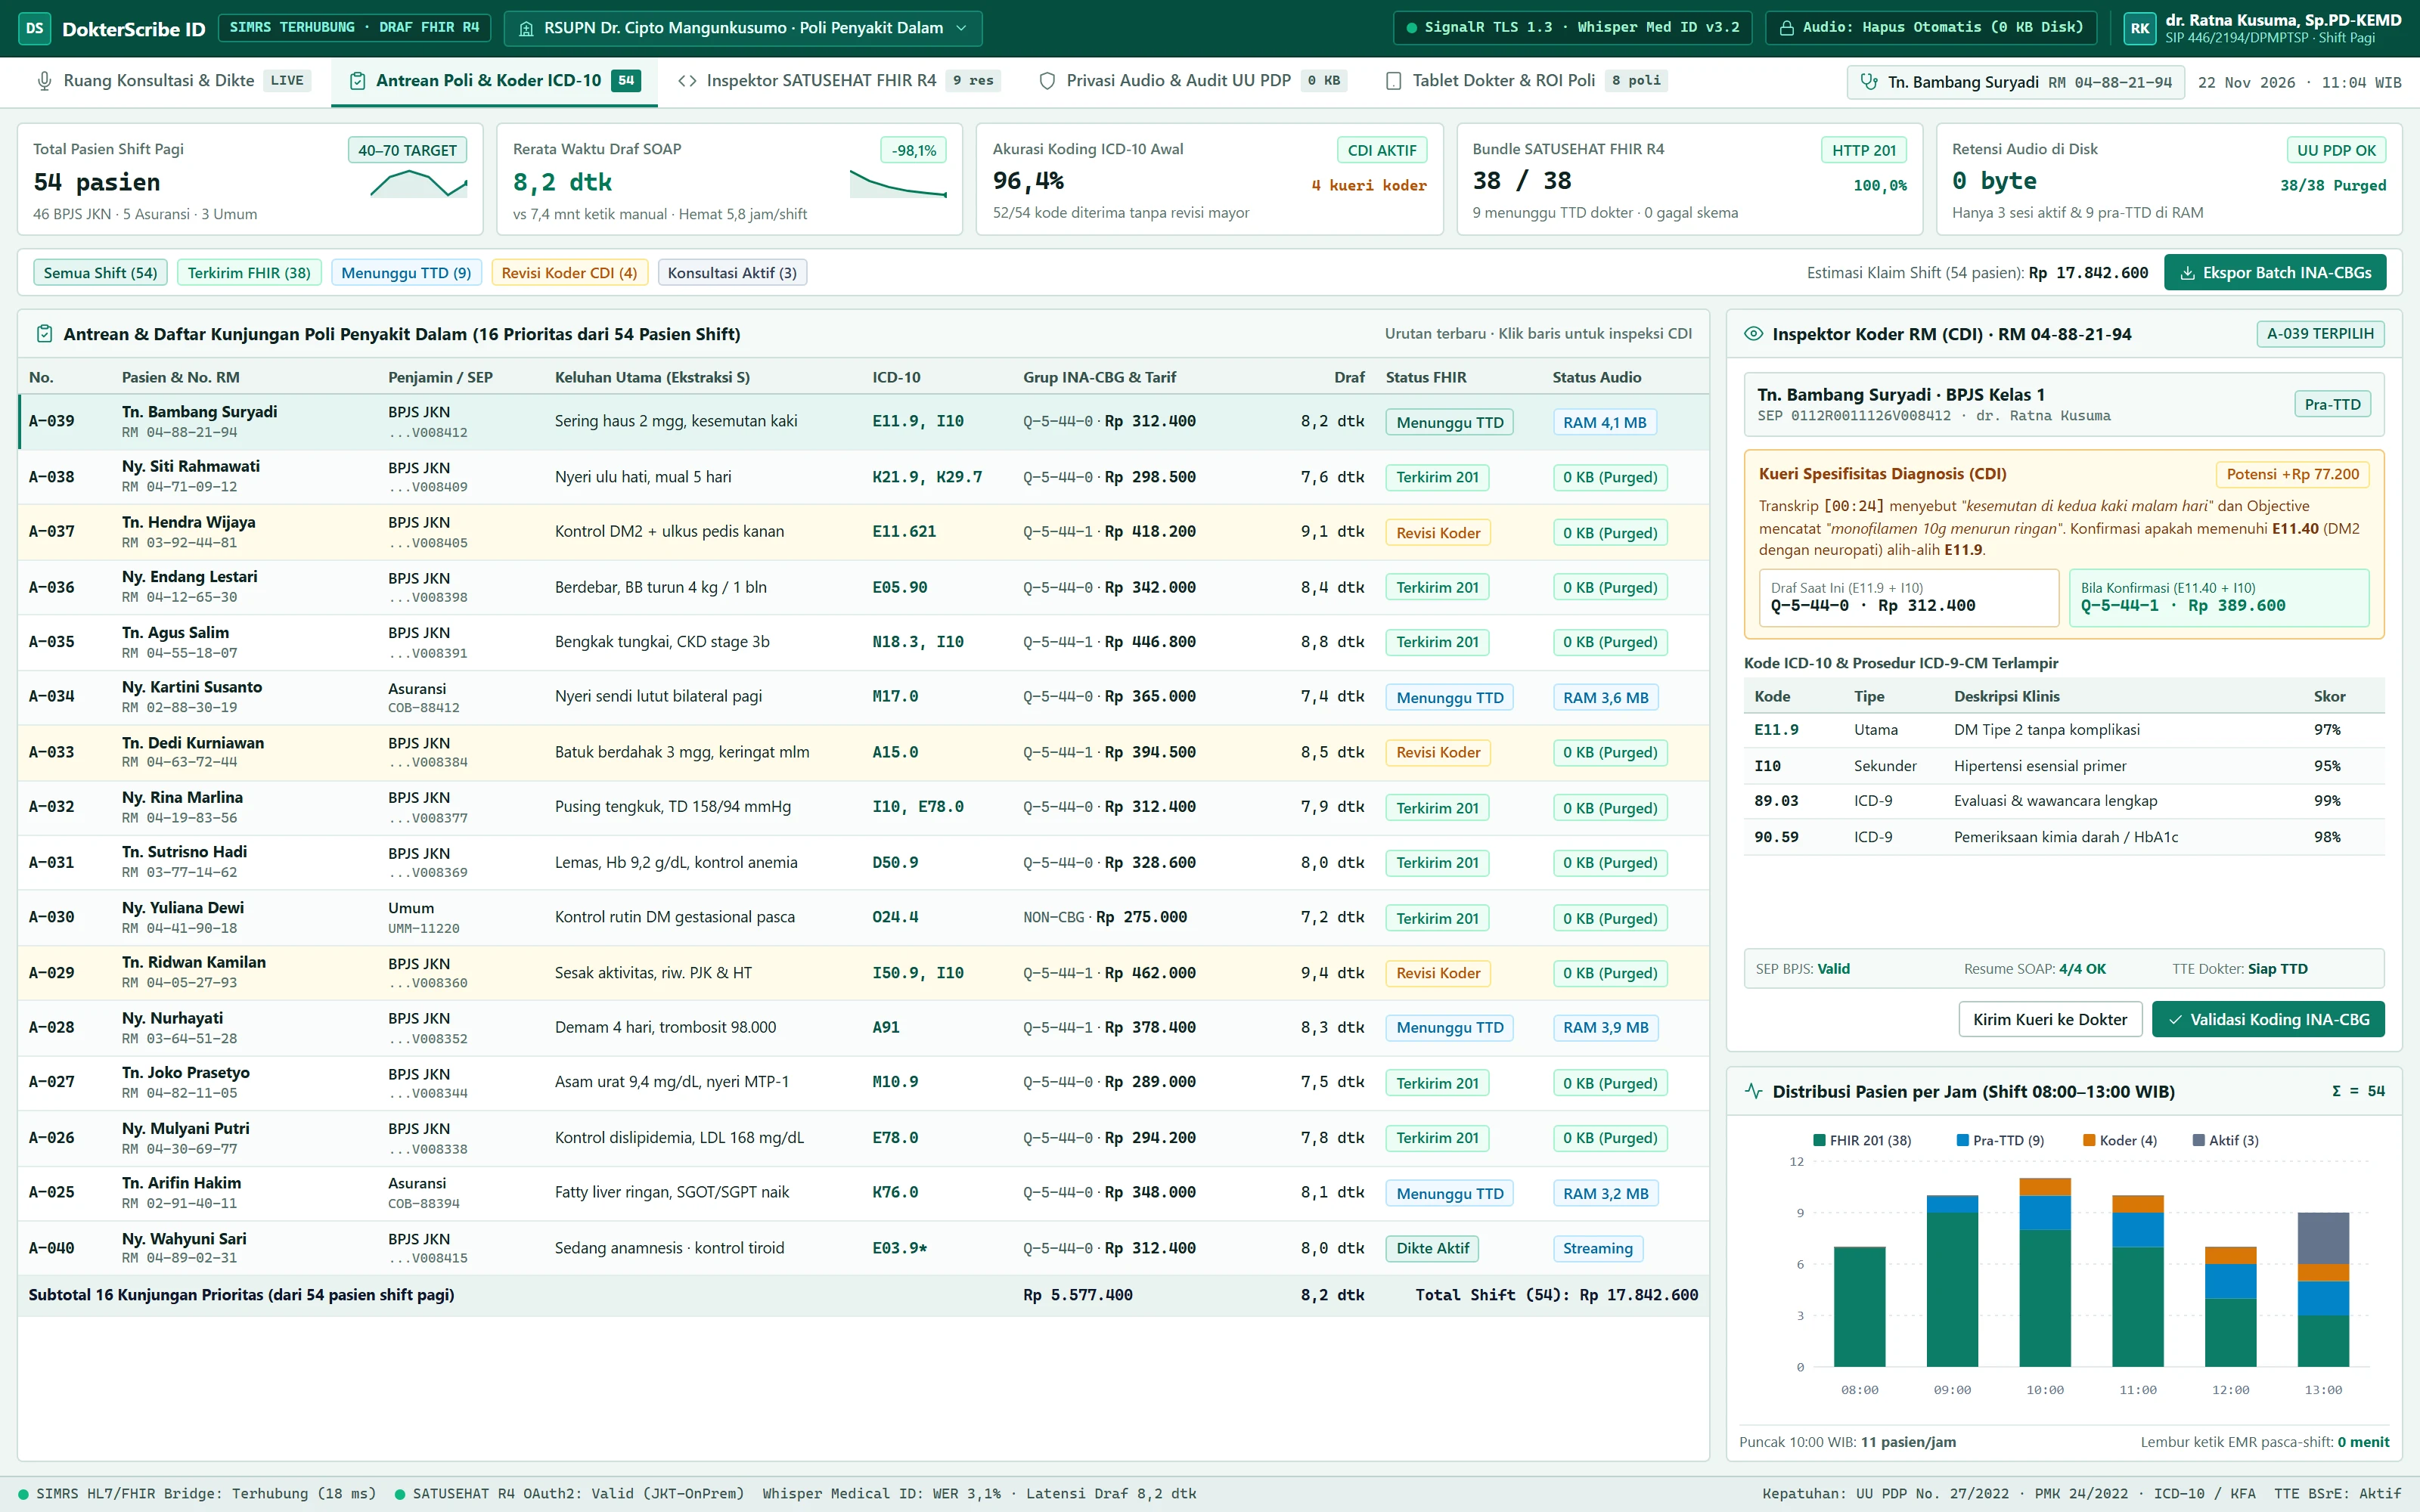 DS DokterScribe ID SIMRS TERHUBUNG · DRAF FHIR R4 RSUPN Dr. Cipto Mangunkusumo · Poli Penyakit Dalam SignalR TLS 1.3 · Whisper Med ID v3.2 Audio: Hapus Otomatis (0 KB Disk) RK dr. Ratna Kusuma, Sp.PD-KEMD
SIP 446/2194/DPMPTSP · Shift Pagi
Ruang Konsultasi & Dikte LIVE Antrean Poli & Koder ICD-10 54 Inspektor SATUSEHAT FHIR R4 9 res Privasi Audio & Audit UU PDP 0 KB Tablet Dokter & ROI Poli 8 poli Tn. Bambang Suryadi RM 04-88-21-94 22 Nov 2026 · 11:04 WIB
Total Pasien Shift Pagi 40–70 TARGET
54 pasien
46 BPJS JKN · 5 Asuransi · 3 Umum
Rerata Waktu Draf SOAP -98,1%
8,2 dtk
vs 7,4 mnt ketik manual · Hemat 5,8 jam/shift
Akurasi Koding ICD-10 Awal CDI AKTIF
96,4% 4 kueri koder
52/54 kode diterima tanpa revisi mayor
Bundle SATUSEHAT FHIR R4 HTTP 201
38 / 38 100,0%
9 menunggu TTD dokter · 0 gagal skema
Retensi Audio di Disk UU PDP OK
0 byte 38/38 Purged
Hanya 3 sesi aktif & 9 pra-TTD di RAM
Semua Shift (54) Terkirim FHIR (38) Menunggu TTD (9) Revisi Koder CDI (4) Konsultasi Aktif (3) Estimasi Klaim Shift (54 pasien): Rp 17.842.600 Ekspor Batch INA-CBGs
Antrean & Daftar Kunjungan Poli Penyakit Dalam (16 Prioritas dari 54 Pasien Shift) Urutan terbaru · Klik baris untuk inspeksi CDI
No. Pasien & No. RM Penjamin / SEP Keluhan Utama (Ekstraksi S) ICD-10 Grup INA-CBG & Tarif Draf Status FHIR Status Audio
A-039 Tn. Bambang Suryadi BPJS JKN Sering haus 2 mgg, kesemutan kaki E11.9, I10 Q-5-44-0 · Rp 312.400 8,2 dtk Menunggu TTD RAM 4,1 MB
RM 04-88-21-94 ...V008412
A-038 Ny. Siti Rahmawati BPJS JKN Nyeri ulu hati, mual 5 hari K21.9, K29.7 Q-5-44-0 · Rp 298.500 7,6 dtk Terkirim 201 0 KB (Purged)
RM 04-71-09-12 ...V008409
A-037 Tn. Hendra Wijaya BPJS JKN Kontrol DM2 + ulkus pedis kanan E11.621 Q-5-44-1 · Rp 418.200 9,1 dtk Revisi Koder 0 KB (Purged)
RM 03-92-44-81 ...V008405
A-036 Ny. Endang Lestari BPJS JKN Berdebar, BB turun 4 kg / 1 bln E05.90 Q-5-44-0 · Rp 342.000 8,4 dtk Terkirim 201 0 KB (Purged)
RM 04-12-65-30 ...V008398
A-035 Tn. Agus Salim BPJS JKN Bengkak tungkai, CKD stage 3b N18.3, I10 Q-5-44-1 · Rp 446.800 8,8 dtk Terkirim 201 0 KB (Purged)
RM 04-55-18-07 ...V008391
A-034 Ny. Kartini Susanto Asuransi Nyeri sendi lutut bilateral pagi M17.0 Q-5-44-0 · Rp 365.000 7,4 dtk Menunggu TTD RAM 3,6 MB
RM 02-88-30-19 COB-88412
A-033 Tn. Dedi Kurniawan BPJS JKN Batuk berdahak 3 mgg, keringat mlm A15.0 Q-5-44-1 · Rp 394.500 8,5 dtk Revisi Koder 0 KB (Purged)
RM 04-63-72-44 ...V008384
A-032 Ny. Rina Marlina BPJS JKN Pusing tengkuk, TD 158/94 mmHg I10, E78.0 Q-5-44-0 · Rp 312.400 7,9 dtk Terkirim 201 0 KB (Purged)
RM 04-19-83-56 ...V008377
A-031 Tn. Sutrisno Hadi BPJS JKN Lemas, Hb 9,2 g/dL, kontrol anemia D50.9 Q-5-44-0 · Rp 328.600 8,0 dtk Terkirim 201 0 KB (Purged)
RM 03-77-14-62 ...V008369
A-030 Ny. Yuliana Dewi Umum Kontrol rutin DM gestasional pasca O24.4 NON-CBG · Rp 275.000 7,2 dtk Terkirim 201 0 KB (Purged)
RM 04-41-90-18 UMM-11220
A-029 Tn. Ridwan Kamilan BPJS JKN Sesak aktivitas, riw. PJK & HT I50.9, I10 Q-5-44-1 · Rp 462.000 9,4 dtk Revisi Koder 0 KB (Purged)
RM 04-05-27-93 ...V008360
A-028 Ny. Nurhayati BPJS JKN Demam 4 hari, trombosit 98.000 A91 Q-5-44-1 · Rp 378.400 8,3 dtk Menunggu TTD RAM 3,9 MB
RM 03-64-51-28 ...V008352
A-027 Tn. Joko Prasetyo BPJS JKN Asam urat 9,4 mg/dL, nyeri MTP-1 M10.9 Q-5-44-0 · Rp 289.000 7,5 dtk Terkirim 201 0 KB (Purged)
RM 04-82-11-05 ...V008344
A-026 Ny. Mulyani Putri BPJS JKN Kontrol dislipidemia, LDL 168 mg/dL E78.0 Q-5-44-0 · Rp 294.200 7,8 dtk Terkirim 201 0 KB (Purged)
RM 04-30-69-77 ...V008338
A-025 Tn. Arifin Hakim Asuransi Fatty liver ringan, SGOT/SGPT naik K76.0 Q-5-44-0 · Rp 348.000 8,1 dtk Menunggu TTD RAM 3,2 MB
RM 02-91-40-11 COB-88394
A-040 Ny. Wahyuni Sari BPJS JKN Sedang anamnesis · kontrol tiroid E03.9* Q-5-44-0 · Rp 312.400 8,0 dtk Dikte Aktif Streaming
RM 04-89-02-31 ...V008415
Subtotal 16 Kunjungan Prioritas (dari 54 pasien shift pagi) Rp 5.577.400 8,2 dtk Total Shift (54): Rp 17.842.600
Inspektor Koder RM (CDI) · RM 04-88-21-94 A-039 TERPILIH
Tn. Bambang Suryadi · BPJS Kelas 1 Pra-TTD
SEP 0112R0011126V008412 · dr. Ratna Kusuma
Kueri Spesifisitas Diagnosis (CDI) Potensi +Rp 77.200
Transkrip [00:24] menyebut "kesemutan di kedua kaki malam hari" dan Objective
mencatat "monofilamen 10g menurun ringan". Konfirmasi apakah memenuhi E11.40 (DM2
dengan neuropati) alih-alih E11.9.
Draf Saat Ini (E11.9 + I10) Bila Konfirmasi (E11.40 + I10)
Q-5-44-0 · Rp 312.400 Q-5-44-1 · Rp 389.600
Kode ICD-10 & Prosedur ICD-9-CM Terlampir
Kode Tipe Deskripsi Klinis Skor
E11.9 Utama DM Tipe 2 tanpa komplikasi 97%
I10 Sekunder Hipertensi esensial primer 95%
89.03 ICD-9 Evaluasi & wawancara lengkap 99%
90.59 ICD-9 Pemeriksaan kimia darah / HbA1c 98%
SEP BPJS: Valid Resume SOAP: 4/4 OK TTE Dokter: Siap TTD
Kirim Kueri ke Dokter Validasi Koding INA-CBG
Distribusi Pasien per Jam (Shift 08:00–13:00 WIB) Σ = 54
FHIR 201 (38) Pra-TTD (9) Koder (4) Aktif (3)
12
9
6
3
0
08:00 09:00 10:00 11:00 12:00 13:00
Puncak 10:00 WIB: 11 pasien/jam Lembur ketik EMR pasca-shift: 0 menit
SIMRS HL7/FHIR Bridge: Terhubung (18 ms) SATUSEHAT R4 OAuth2: Valid (JKT-OnPrem) Whisper Medical ID: WER 3,1% · Latensi Draf 8,2 dtk Kepatuhan: UU PDP No. 27/2022 · PMK 24/2022 · ICD-10 / KFA TTE BSrE: Aktif